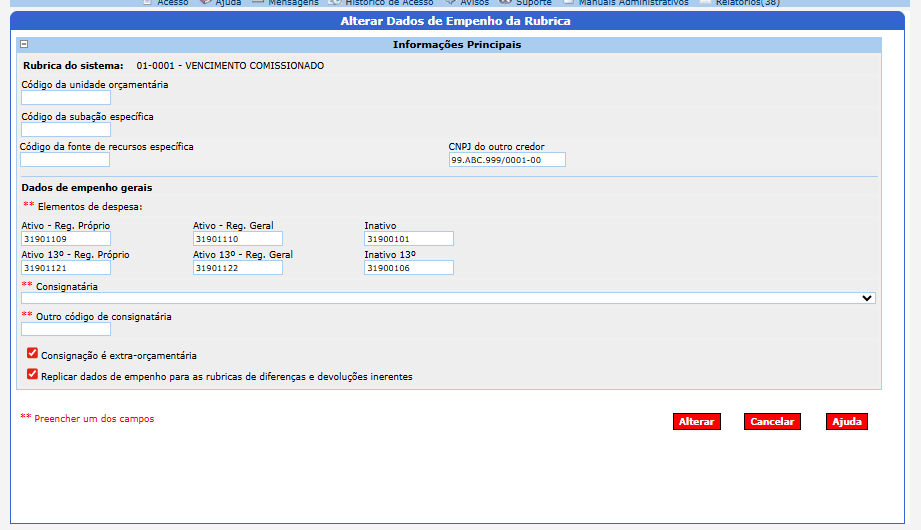 Acesso Ajuda Mensagens Histórico de Acesso Avisos Suporte Manuais Administrativos Relatórios(38)
Alterar Dados de Empenho da Rubrica
Informações Principais
Rubrica do sistema: 01-0001 - VENCIMENTO COMISSIONADO
Código da unidade orçamentária
Código da subação específica
Código da fonte de recursos específica CNPJ do outro credor
99.ABC.999/0001-00
Dados de empenho gerais
** Elementos de despesa:
Ativo - Reg. Próprio Ativo - Reg. Geral Inativo
31901109 31901110 31900101
Ativo 13º - Reg. Próprio Ativo 13º - Reg. Geral Inativo 13º
31901121 31901122 31900106
** Consignatária
** Outro código de consignatária
Consignação é extra-orçamentária
Replicar dados de empenho para as rubricas de diferenças e devoluções inerentes
** Preencher um dos campos
Alterar Cancelar Ajuda